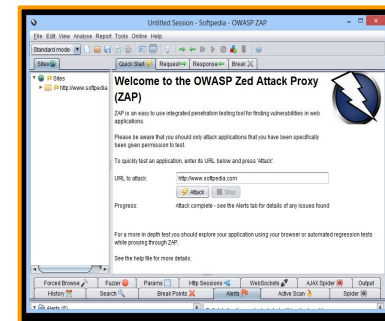 Untitled Session - Softpedia - OWASP ZAP
File Edit View Analyse Report Tools Online Help
Standard mode
Sites
Quick Start Request Response Break
Sites
http://www.softpedia
Welcome to the OWASP Zed Attack Proxy
(ZAP)
ZAP is an easy to use integrated penetration testing tool for finding vulnerabilities in web
applications.
Please be aware that you should only attack applications that you have been specifically
been given permission to test.
To quickly test an application, enter its URL below and press 'Attack'.
URL to attack: http://www.softpedia.com
Attack Stop
Progress: Attack complete - see the Alerts tab for details of any issues found
For a more in depth test you should explore your application using your browser or automated regression tests
while proxying through ZAP.
See the help file for more details.
Forced Browse Fuzzer Params Http Sessions WebSockets AJAX Spider Output
History Search Break Points Alerts Active Scan Spider
Alerts (6)